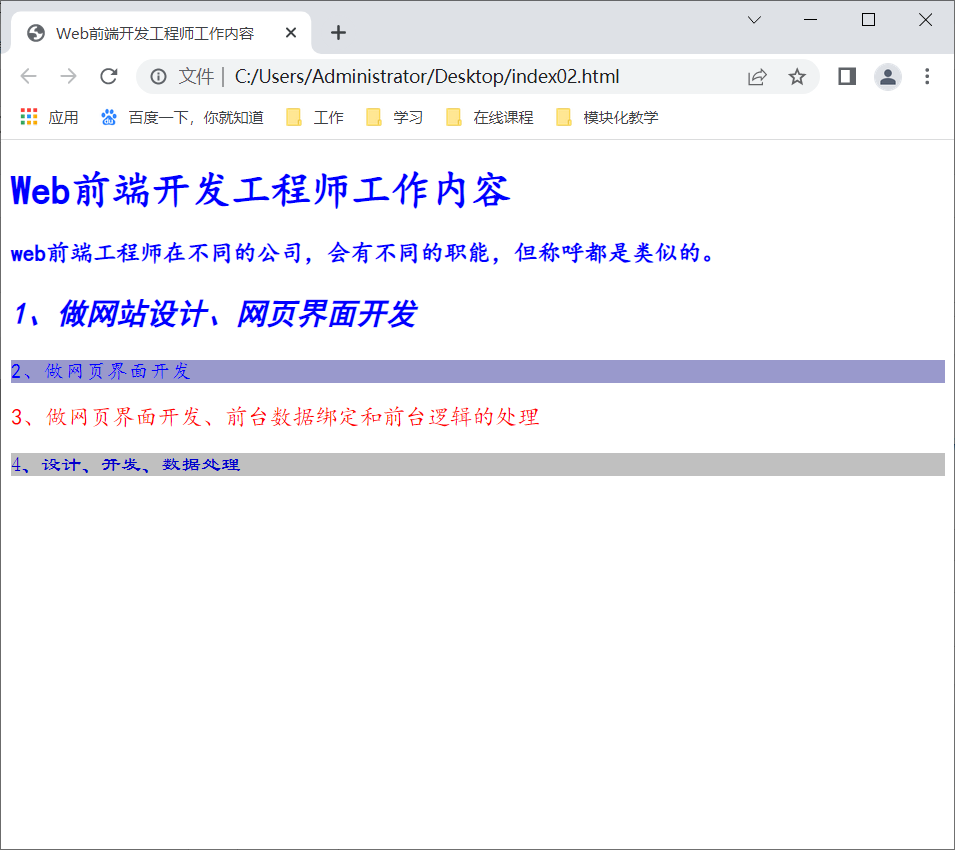 Web前端开发工程师工作内容
文件 | C:/Users/Administrator/Desktop/index02.html
应用 百度一下，你就知道 工作 学习 在线课程 模块化教学
Web前端开发工程师工作内容
web前端工程师在不同的公司，会有不同的职能，但称呼都是类似的。
1、做网站设计、网页界面开发
2、做网页界面开发
3、做网页界面开发、前台数据绑定和前台逻辑的处理
4、设计、开发、数据处理